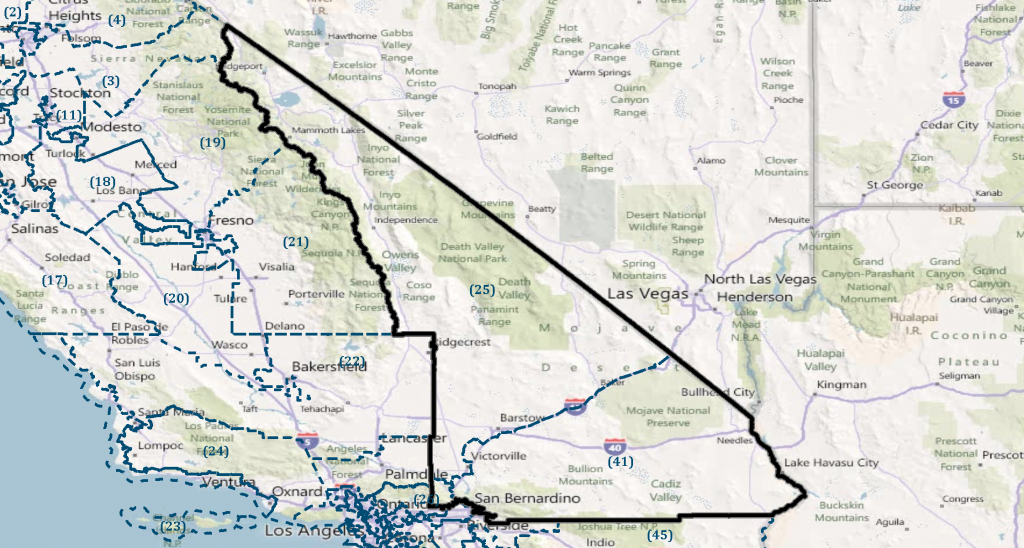 Citrus
Heights
(2)
(4)
Folsom
National
Forest
Sierra Nevada
(3)
Stockton
(11)
Modesto
Turlock
Stanislaus
National
Forest
Yosemite
National
Park
(19)
Merced
(18)
Los Banos
Gilroy
Salinas
Central
Valley
Fresno
Soledad
(17)
Santa
Lucia
Range
Diablo
Range
Coast Ranges
Hanford
(20)
Visalia
Tulare
Porterville
(21)
Sierra
National
Forest
John
Muir
Wilderness
Kings
Canyon
N.P.
Sequoia N.P.
Sequoia
National
Forest
El Paso de
Robles
Delano
Wasco
San Luis
Obispo
Bakersfield
(22)
Taft
Tehachapi
Santa Maria
Lompoc
Los Padres
National
Forest
(24)
5
Angeles
National
Forest
Lancaster
Palmdale
Ventura
Oxnard
(23)
N.P.
Los Angeles
Ontario
(28)
Riverside
San Bernardino
Victorville
Barstow
Baker
15
40
(41)
Mojave National
Preserve
Bullion
Mountains
Cadiz
Valley
Joshua Tree N.P.
(45)
Indio
Needles
Ridgecrest
Bridgeport
Mammoth Lakes
Inyo
National
Forest
Inyo
Mountains
Independence
Owens
Valley
Coso
Range
Death Valley
National Park
(25)
Death
Valley
Panamint
Range
Grapevine
Mountains
Mojave
Desert
Wassuk
Range
Hawthorne
Gabbs
Valley
Range
Excelsior
Mountains
Monte
Cristo
Range
Silver
Peak
Range
Big Smoky
Toiyabe National Forest
Hot
Creek
Range
Pancake
Range
Grant
Range
Egan Range
Basin
N.P.
Tonopah
Warm Springs
Quinn
Canyon
Range
Kawich
Range
Goldfield
Belted
Range
Beatty
Wilson
Creek
Range
Pioche
Alamo
Clover
Mountains
Desert National
Wildlife Range
Sheep
Range
Spring
Mountains
Las Vegas
North Las Vegas
Henderson
Lake
Mead
N.R.A.
Mesquite
Virgin
Mountains
St George
Zion
N.P.
Cedar City
15
Beaver
Lake
Fishlake
National
Forest
Dixie
National
Forest
Kanab
Kaibab
I.R.
Grand
Canyon-Parashant
National
Monument
Grand
Canyon
N.P.
Grand
Canyon
N.P.
Grand Canyon
Village
Hualapai
I.R.
Coconino
Plateau
Hualapai
Valley
Seligman
Kingman
Bullhead City
Lake Havasu City
Prescott
National
Forest
Prescott
Buckskin
Mountains
Congress
Aguila